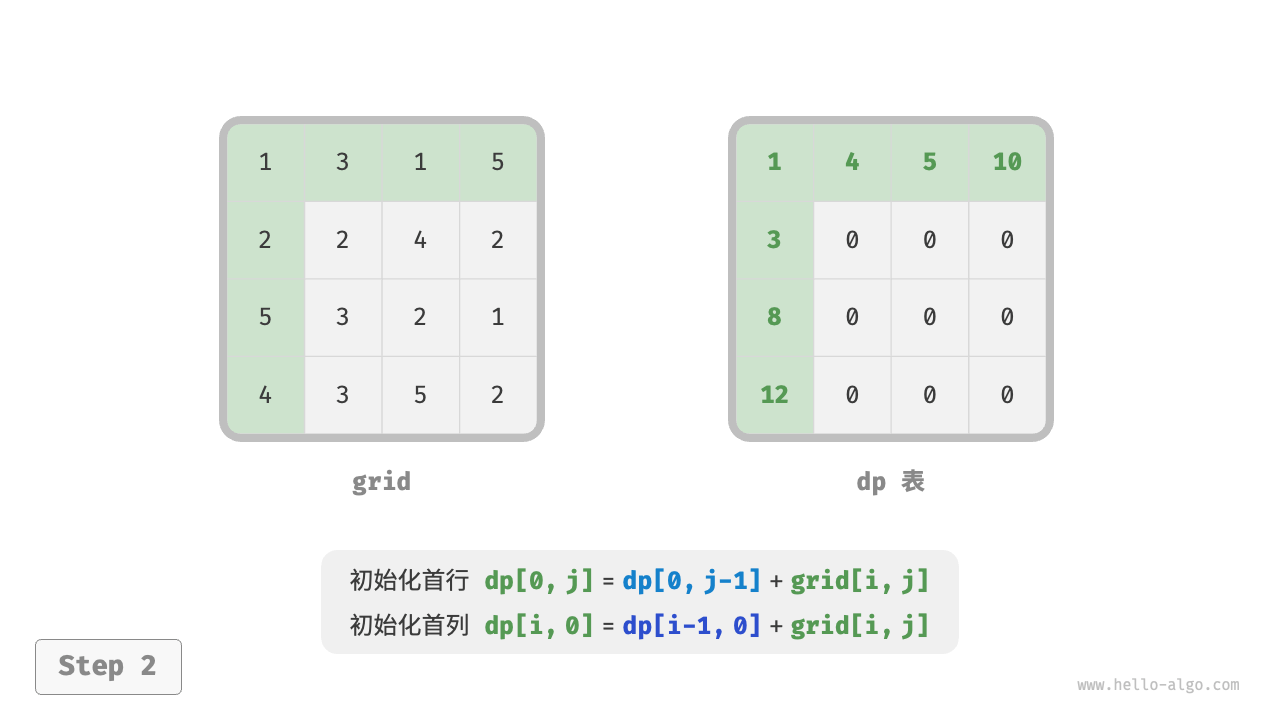 1 3 1 5
2 2 4 2
5 3 2 1
4 3 5 2
grid
1 4 5 10
3 0 0 0
8 0 0 0
12 0 0 0
dp 表
初始化首行 dp[0, j] = dp[0, j-1] + grid[i, j]
初始化首列 dp[i, 0] = dp[i-1, 0] + grid[i, j]
Step 2
www.hello-algo.com